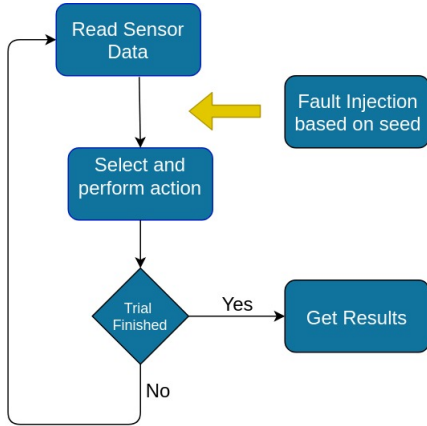 Read Sensor
Data
Fault Injection
based on seed
Select and
perform action
Trial
Finished
Yes
Get Results
No